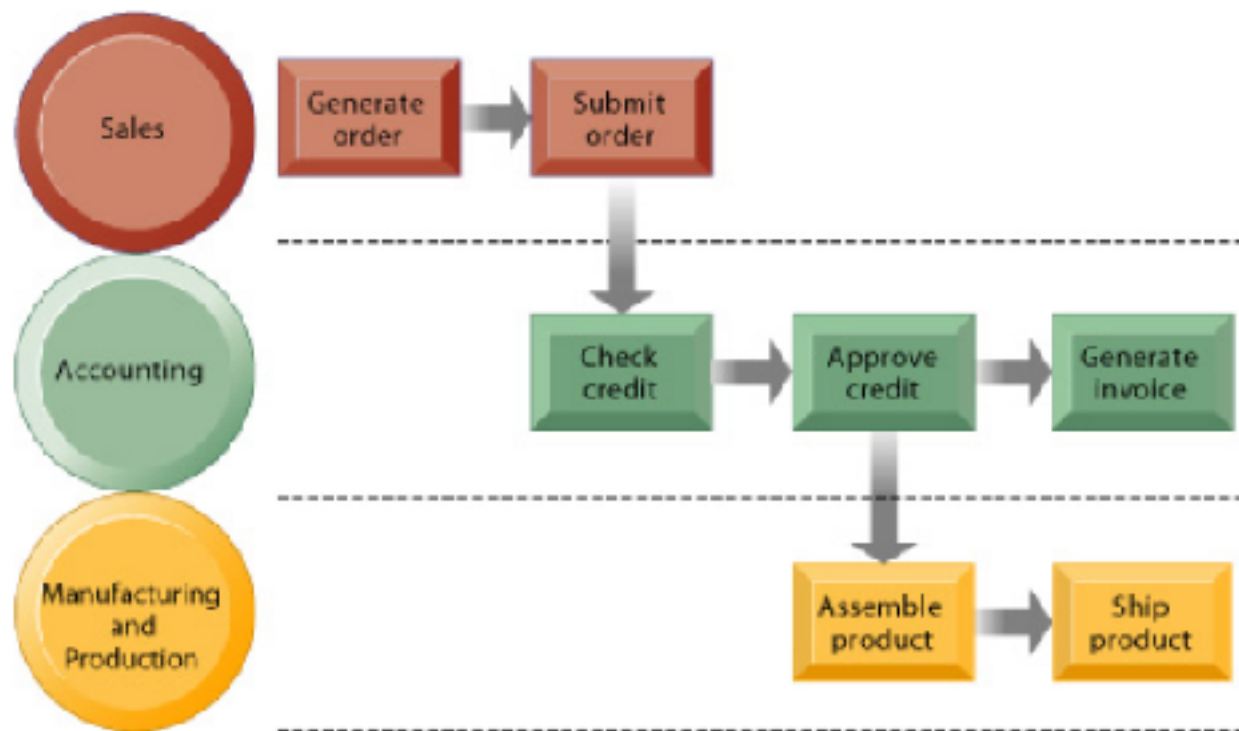 Sales
Generate
order
Submit
order
Accounting
Check
credit
Approve
credit
Generate
invoice
Manufacturing
and
Production
Assemble
product
Ship
product